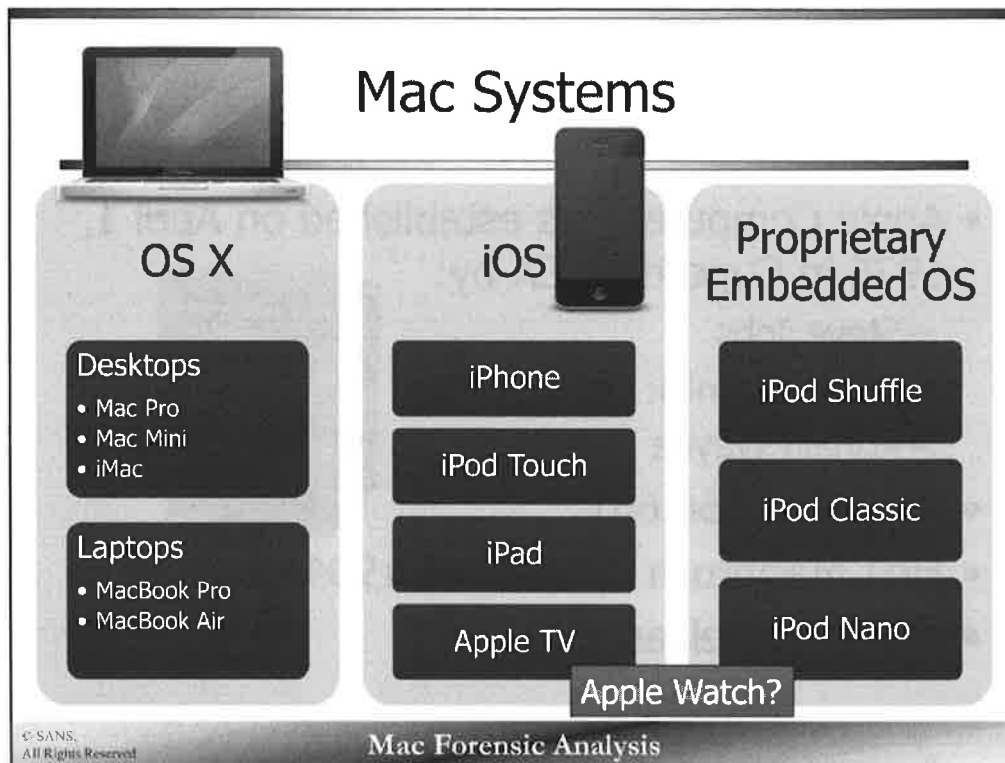 Mac Systems
OS X
Desktops
• Mac Pro
• Mac Mini
• iMac
Laptops
• MacBook Pro
• MacBook Air
iOS
iPhone
iPod Touch
iPad
Apple TV
Proprietary
Embedded OS
iPod Shuffle
iPod Classic
iPod Nano
Apple Watch?
© SANS,
All Rights Reserved
Mac Forensic Analysis